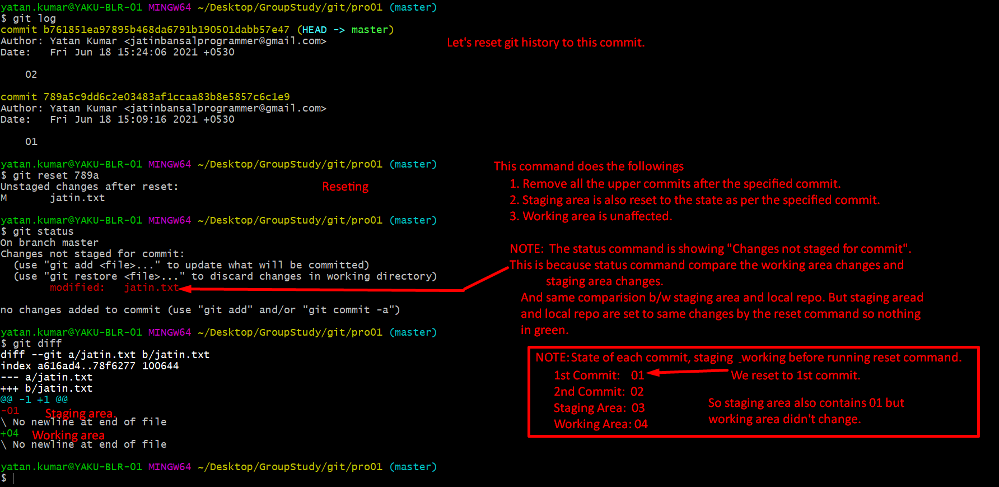 yatan.kumar@YAKU-BLR-01 MINGW64 ~/Desktop/GroupStudy/git/pro01 (master)
$ git log
commit b761851ea97895b468da6791b190501dabb57e47 (HEAD -> master)
Author: Yatan Kumar <jatinbansalprogrammer@gmail.com>
Let's reset git history to this commit.
Date:   Fri Jun 18 15:24:06 2021 +0530
02
commit 789a5c9dd6c2e03483af1ccaa83b8e5857c6c1e9
Author: Yatan Kumar <jatinbansalprogrammer@gmail.com>
Date:   Fri Jun 18 15:09:16 2021 +0530
01
yatan.kumar@YAKU-BLR-01 MINGW64 ~/Desktop/GroupStudy/git/pro01 (master)
$ git reset 789a
Unstaged changes after reset:
Reseting
M       jatin.txt
This command does the followings
1. Remove all the upper commits after the specified commit.
2. Staging area is also reset to the state as per the specified commit.
3. Working area is unaffected.
yatan.kumar@YAKU-BLR-01 MINGW64 ~/Desktop/GroupStudy/git/pro01 (master)
$ git status
On branch master
Changes not staged for commit:
(use "git add <file>..." to update what will be committed)
(use "git restore <file>..." to discard changes in working directory)
modified:   jatin.txt
no changes added to commit (use "git add" and/or "git commit -a")
NOTE:  The status command is showing "Changes not staged for commit".
This is because status command compare the working area changes and
staging area changes.
And same comparision b/w staging area and local repo. But staging aread
and local repo are set to same changes by the reset command so nothing
in green.
yatan.kumar@YAKU-BLR-01 MINGW64 ~/Desktop/GroupStudy/git/pro01 (master)
$ git diff
diff --git a/jatin.txt b/jatin.txt
index a616ad4..78f6277 100644
--- a/jatin.txt
+++ b/jatin.txt
@@ -1 +1 @@
-01
Staging area.
\ No newline at end of file
+04
Working area
\ No newline at end of file
NOTE: State of each commit, staging _working before running reset command.
1st Commit:   01
We reset to 1st commit.
2nd Commit:  02
Staging Area:  03
Working Area: 04
So staging area also contains 01 but
working area didn't change.
yatan.kumar@YAKU-BLR-01 MINGW64 ~/Desktop/GroupStudy/git/pro01 (master)
$